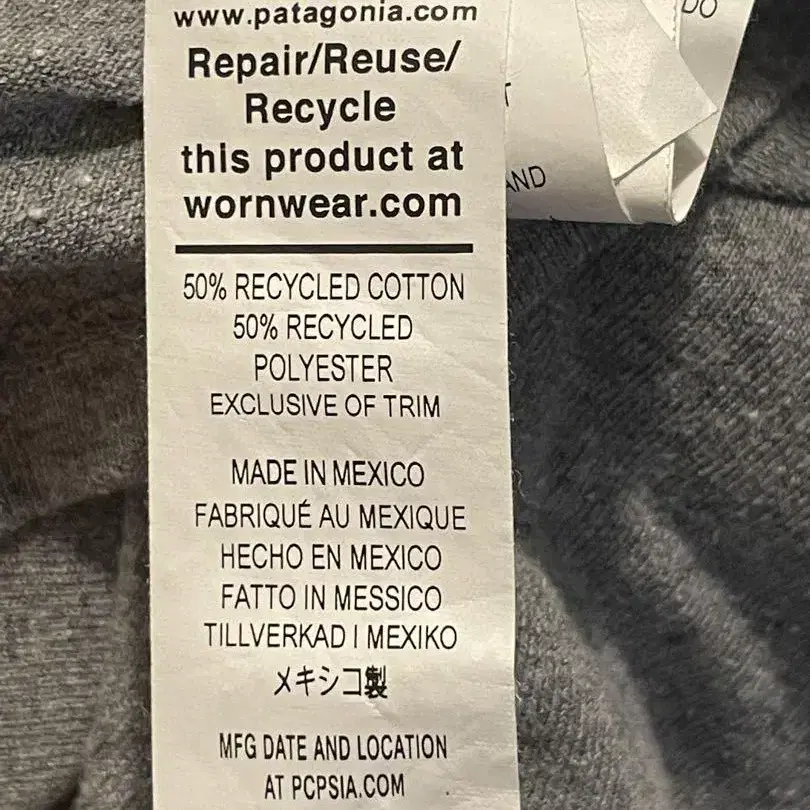 www.patagonia.com
Repair/Reuse/
Recycle
this product at
wornwear.com
50% RECYCLED COTTON
50% RECYCLED
POLYESTER
EXCLUSIVE OF TRIM
MADE IN MEXICO
FABRIQUÉ AU MEXIQUE
HECHO EN MEXICO
FATTO IN MESSICO
TILLVERKAD I MEXIKO
メキシコ製
MFG DATE AND LOCATION
AT PCPSIA.COM